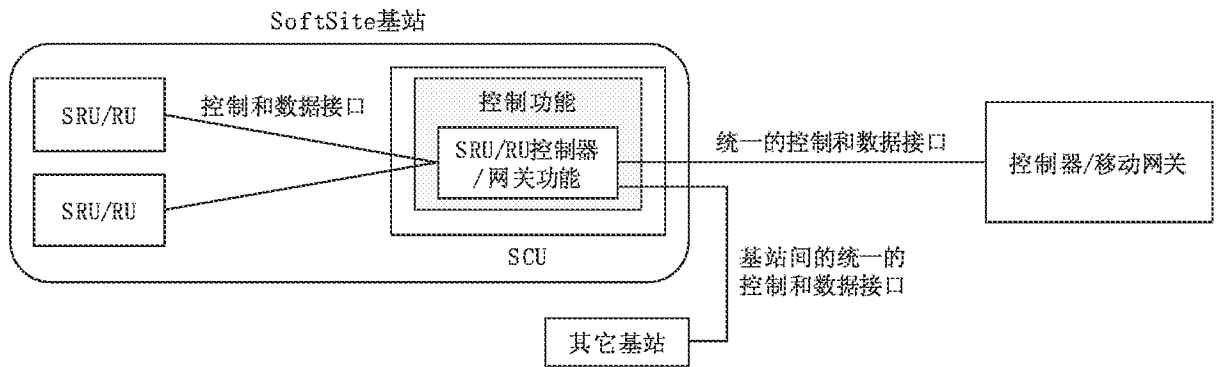 SoftSite基站
SRU/RU
控制和数据接口
控制功能
SRU/RU控制器
/网关功能
统一的控制和数据接口
控制器/移动网关
SRU/RU
SCU
基站间的统一的
控制和数据接口
其它基站